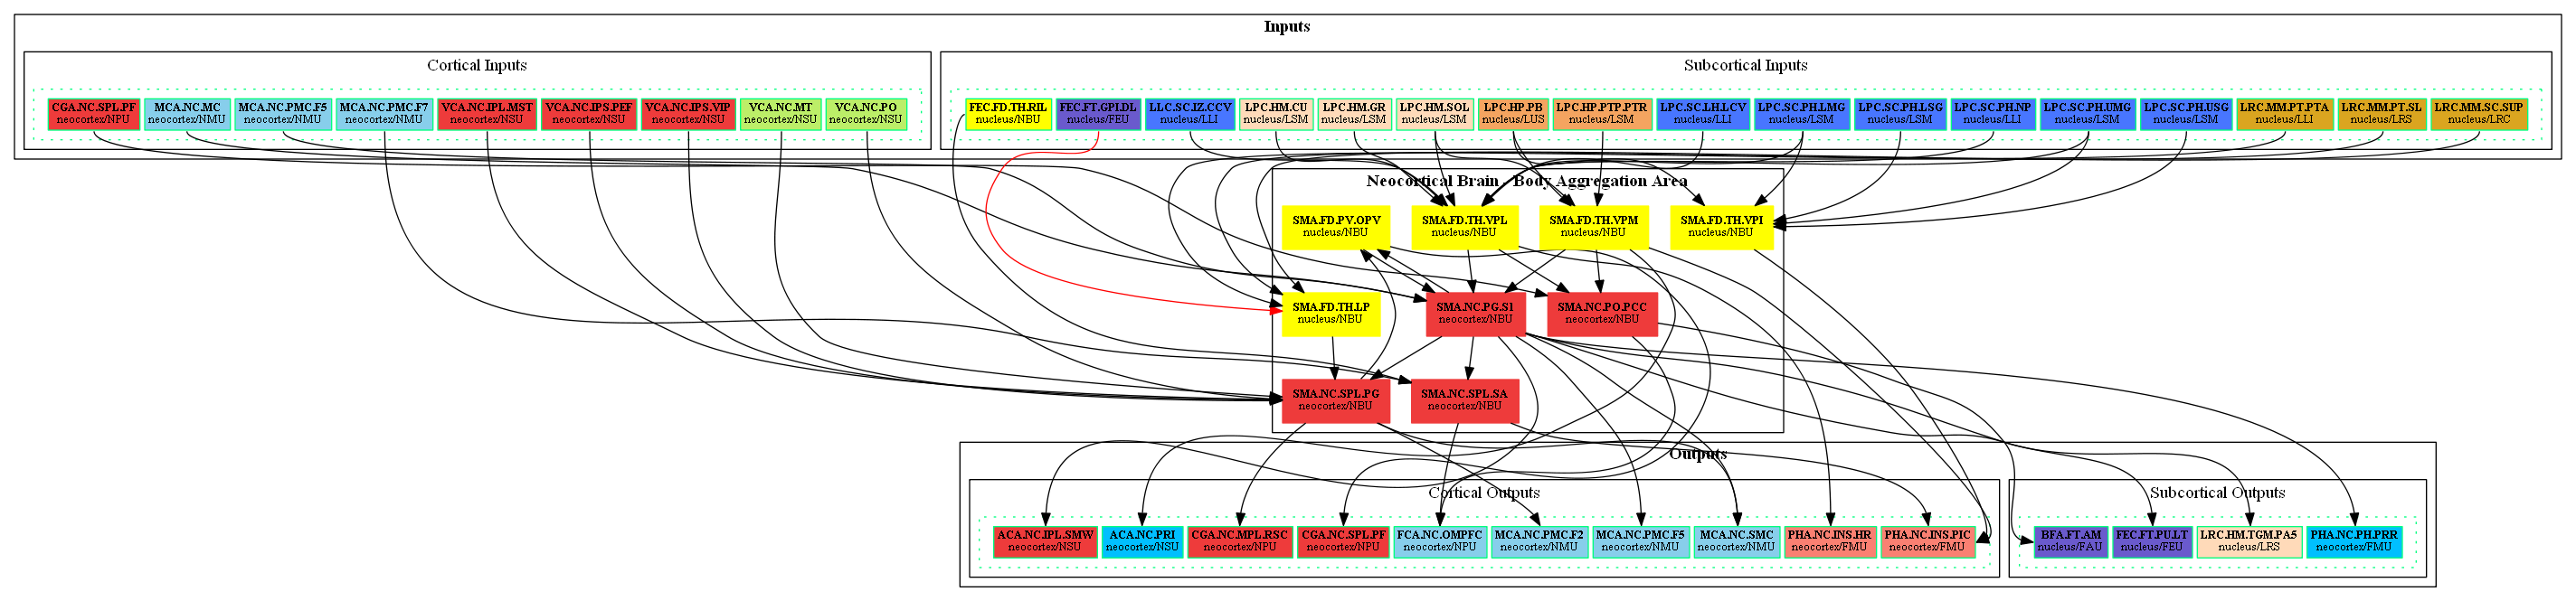 Inputs
Cortical Inputs
Subcortical Inputs
CGA.NC.SPL.PF
neocortex/NPU
MCA.NC.MC
neocortex/NMU
MCA.NC.PMC.F5
neocortex/NMU
MCA.NC.PMC.F7
neocortex/NMU
VCA.NC.IPL.MST
neocortex/NSU
VCA.NC.IPS.PEF
neocortex/NSU
VCA.NC.IPS.VIP
neocortex/NSU
VCA.NC.MT
neocortex/NSU
VCA.NC.PO
neocortex/NSU
FEC.FD.TH.RIL
nucleus/NBU
FEC.FT.GPI.DL
nucleus/FEU
LLC.SC.IZ.CCV
nucleus/LLI
LPC.HM.CU
nucleus/LSM
LPC.HM.GR
nucleus/LSM
LPC.HM.SOL
nucleus/LSM
LPC.HP.PB
nucleus/LUS
LPC.HP.PTP.PTR
nucleus/LSM
LPC.SC.LH.LCV
nucleus/LLI
LPC.SC.PH.LMG
nucleus/LSM
LPC.SC.PH.LSG
nucleus/LSM
LPC.SC.PH.NP
nucleus/LLI
LPC.SC.PH.UMG
nucleus/LSM
LPC.SC.PH.USG
nucleus/LSM
LRC.MM.PT.PTA
nucleus/LLI
LRC.MM.PT.SL
nucleus/LRS
LRC.MM.SC.SUP
nucleus/LRC
Neocortical Brain - Body Aggregation Area
SMA.FD.PV.OPV
nucleus/NBU
SMA.FD.TH.VPL
nucleus/NBU
SMA.FD.TH.VPM
nucleus/NBU
SMA.FD.TH.VPI
nucleus/NBU
SMA.FD.TH.LP
nucleus/NBU
SMA.NC.PG.S1
neocortex/NBU
SMA.NC.PO.PCC
neocortex/NBU
SMA.NC.SPL.PG
neocortex/NBU
SMA.NC.SPL.SA
neocortex/NBU
Outputs
Cortical Outputs
Subcortical Outputs
ACA.NC.IPL.SMW
neocortex/NSU
ACA.NC.PRI
neocortex/NSU
CGA.NC.MPL.RSC
neocortex/NPU
CGA.NC.SPL.PF
neocortex/NPU
FCA.NC.OMPFC
neocortex/NPU
MCA.NC.PMC.F2
neocortex/NMU
MCA.NC.PMC.F5
neocortex/NMU
MCA.NC.SMC
neocortex/NMU
PHA.NC.INS.HR
neocortex/FMU
PHA.NC.INS.PIC
neocortex/FMU
BFA.FT.AM
nucleus/FAU
FEC.FT.PU.LT
nucleus/FEU
LRC.HM.TGM.PA5
nucleus/LRS
PHA.NC.PH.PRR
neocortex/FMU